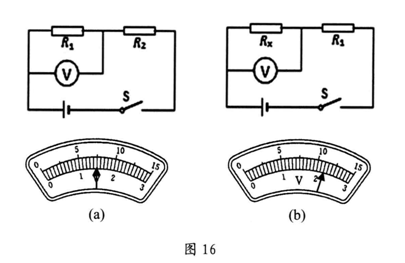 R₁ R₂
V
S
0 5 10 15
0 1 2 3
(a)
Rₓ R₁
V
S
0 5 10 15
0 1 V 2 3
(b)
图 16